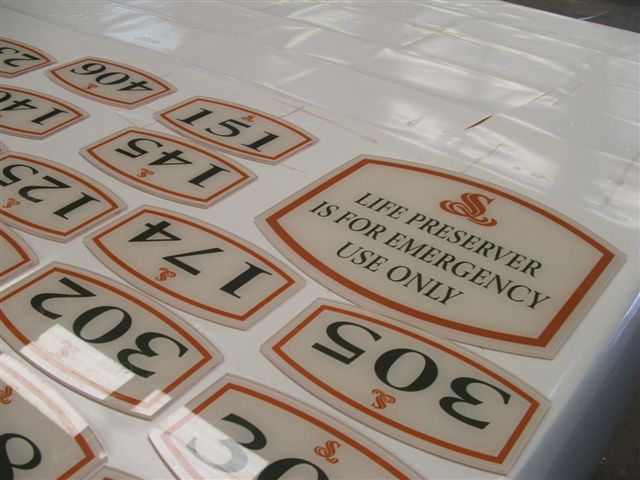 406
151
145
125
174
302
305
LIFE PRESERVER
IS FOR EMERGENCY
USE ONLY